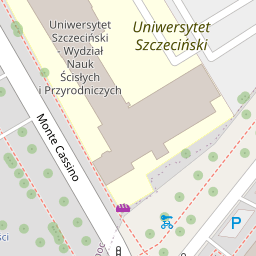 Uniwersytet
Szczeciński
- Wydział
Nauk
Ścisłych
i Przyrodniczych
Uniwersytet
Szczeciński
Monte Cassino
P